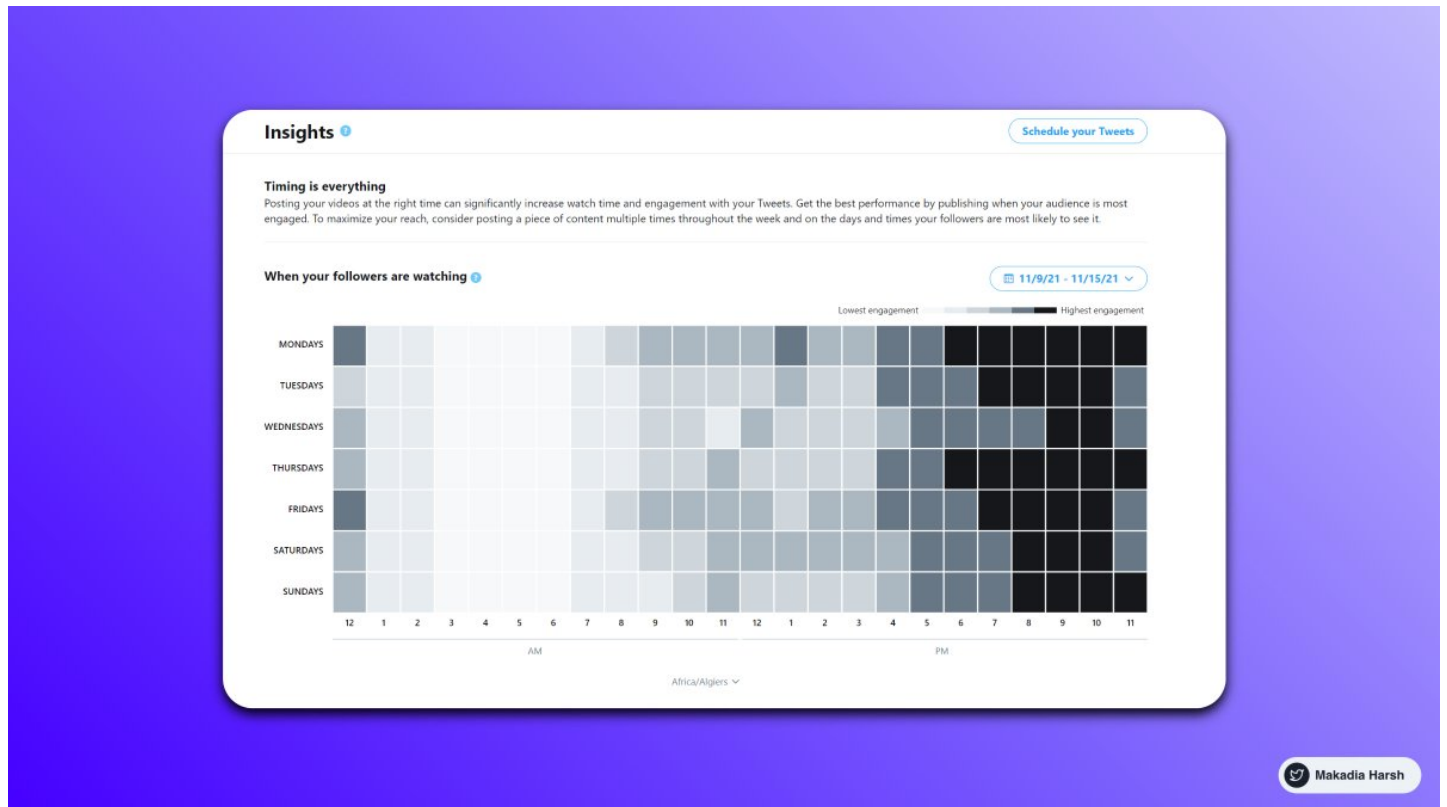 Insights ?
Schedule your Tweets
Timing is everything
Posting your videos at the right time can significantly increase watch time and engagement with your Tweets. Get the best performance by publishing when your audience is most
engaged. To maximize your reach, consider posting a piece of content multiple times throughout the week and on the days and times your followers are most likely to see it.
When your followers are watching ?
11/9/21 - 11/15/21
Lowest engagement Highest engagement
MONDAYS
TUESDAYS
WEDNESDAYS
THURSDAYS
FRIDAYS
SATURDAYS
SUNDAYS
12 1 2 3 4 5 6 7 8 9 10 11 12 1 2 3 4 5 6 7 8 9 10 11
AM PM
Africa/Algiers
Makadia Harsh